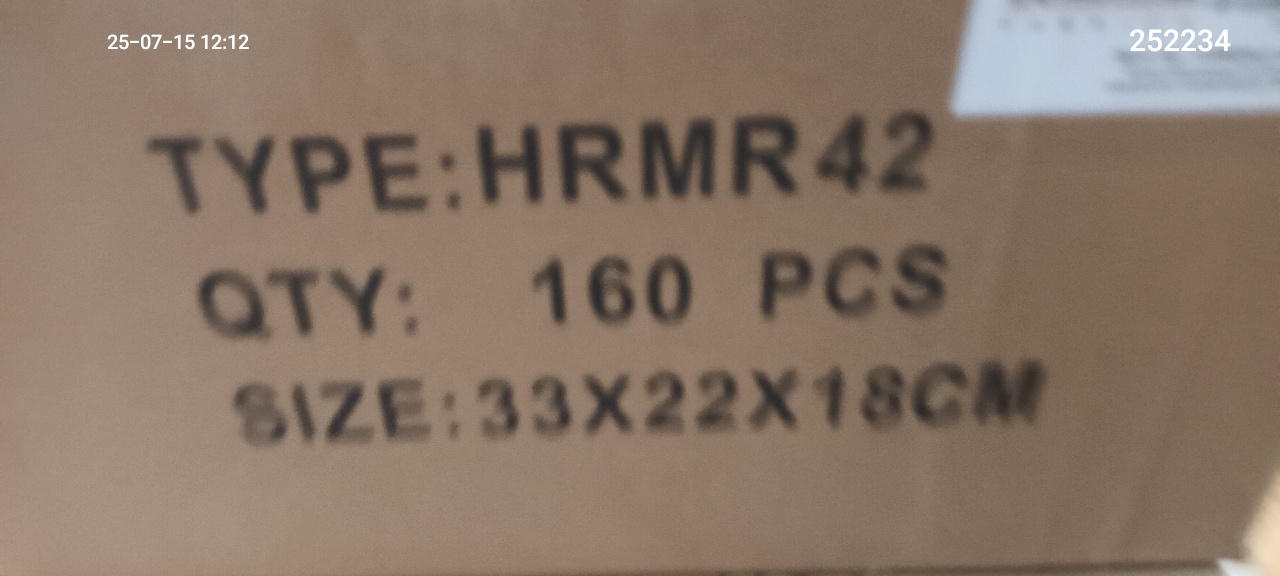 25-07-15 12:12
252234
TYPE:HRMR42
QTY: 160 PCS
SIZE:33X22X18CM